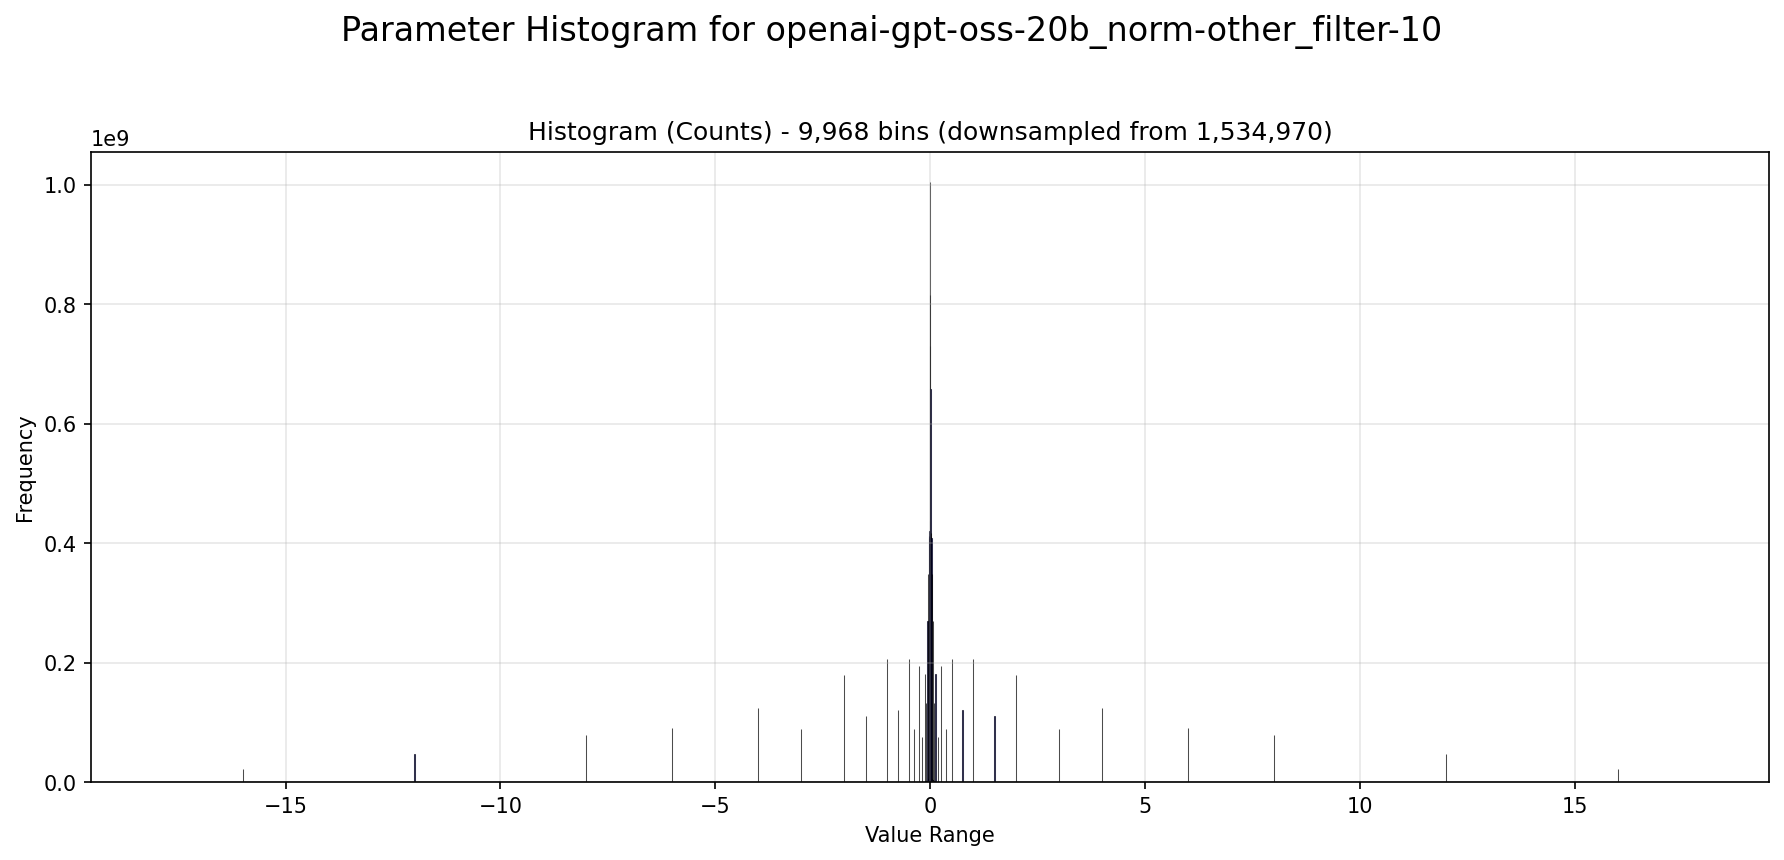 Parameter Histogram for openai-gpt-oss-20b_norm-other_filter-10
Histogram (Counts) - 9,968 bins (downsampled from 1,534,970)
1e9
1.0
0.8
0.6
0.4
0.2
0.0
Frequency
−15
−10
−5
0
5
10
15
Value Range